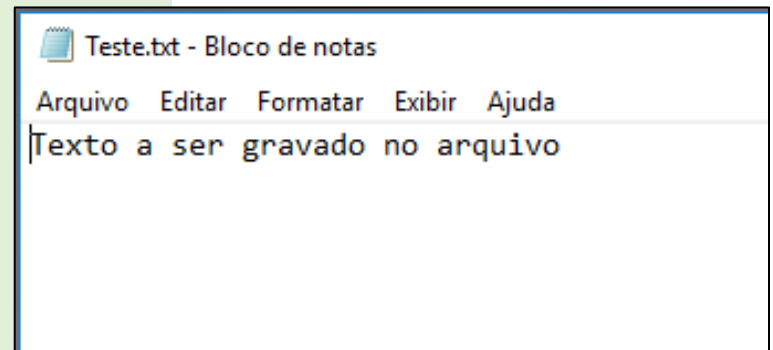 Teste.txt - Bloco de notas
Arquivo Editar Formatar Exibir Ajuda
Texto a ser gravado no arquivo